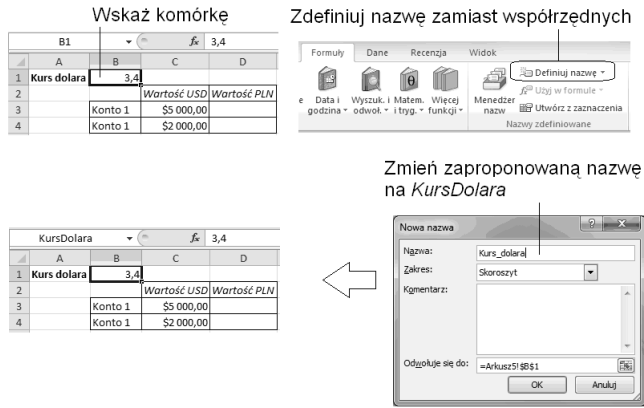 Wskaż komórkę
Zdefiniuj nazwę zamiast współrzędnych
B1 fx 3,4
A B C D
1 Kurs dolara 3,4
2 Wartość USD Wartość PLN
3 Konto 1 $5 000,00
4 Konto 1 $2 000,00
Formuły Dane Recenzja Widok
e Data i godzina Wyszuk. i odwoł. Matem. i tryg. Więcej funkcji Menedżer nazw
Definiuj nazwę
Użyj w formule
Utwórz z zaznaczenia
Nazwy zdefiniowane
Zmień zaproponowaną nazwę
na KursDolara
KursDolara fx 3,4
A B C D
1 Kurs dolara 3,4
2 Wartość USD Wartość PLN
3 Konto 1 $5 000,00
4 Konto 1 $2 000,00
Nowa nazwa
Nazwa: Kurs_dolara
Zakres: Skoroszyt
Komentarz:
Odwołuje się do: =Arkusz5!$B$1
OK Anuluj